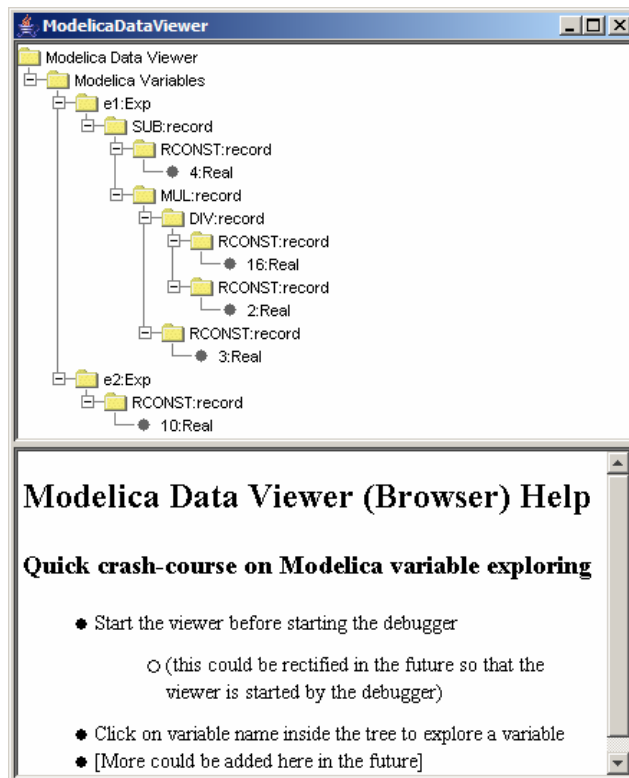 ModelicaDataViewer
Modelica Data Viewer
Modelica Variables
e1:Exp
SUB:record
RCONST:record
4:Real
MUL:record
DIV:record
RCONST:record
16:Real
RCONST:record
2:Real
RCONST:record
3:Real
e2:Exp
RCONST:record
10:Real
Modelica Data Viewer (Browser) Help
Quick crash-course on Modelica variable exploring
Start the viewer before starting the debugger
(this could be rectified in the future so that the
viewer is started by the debugger)
Click on variable name inside the tree to explore a variable
[More could be added here in the future]